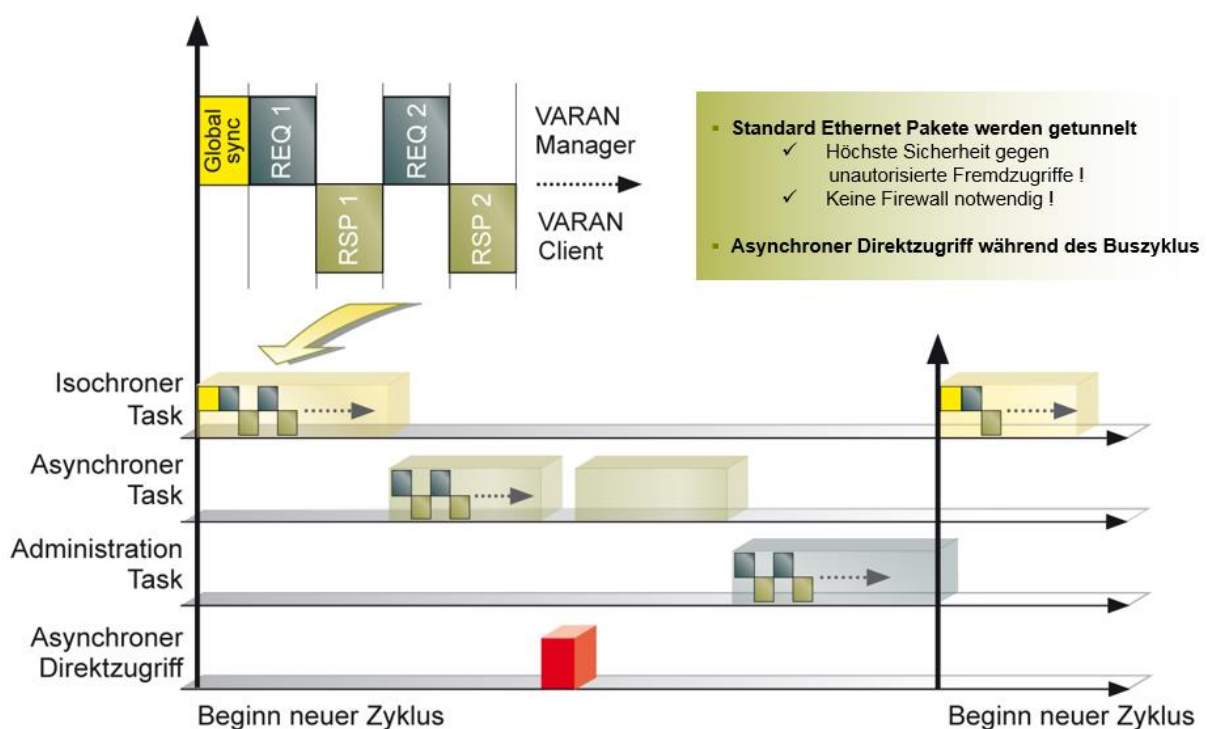 Global
sync
REQ 1
RSP 1
REQ 2
RSP 2
VARAN
Manager
VARAN
Client
▪ Standard Ethernet Pakete werden getunnelt
✓ Höchste Sicherheit gegen
unautorisierte Fremdzugriffe !
✓ Keine Firewall notwendig !
▪ Asynchroner Direktzugriff während des Buszyklus
Isochroner
Task
Asynchroner
Task
Administration
Task
Asynchroner
Direktzugriff
Beginn neuer Zyklus
Beginn neuer Zyklus